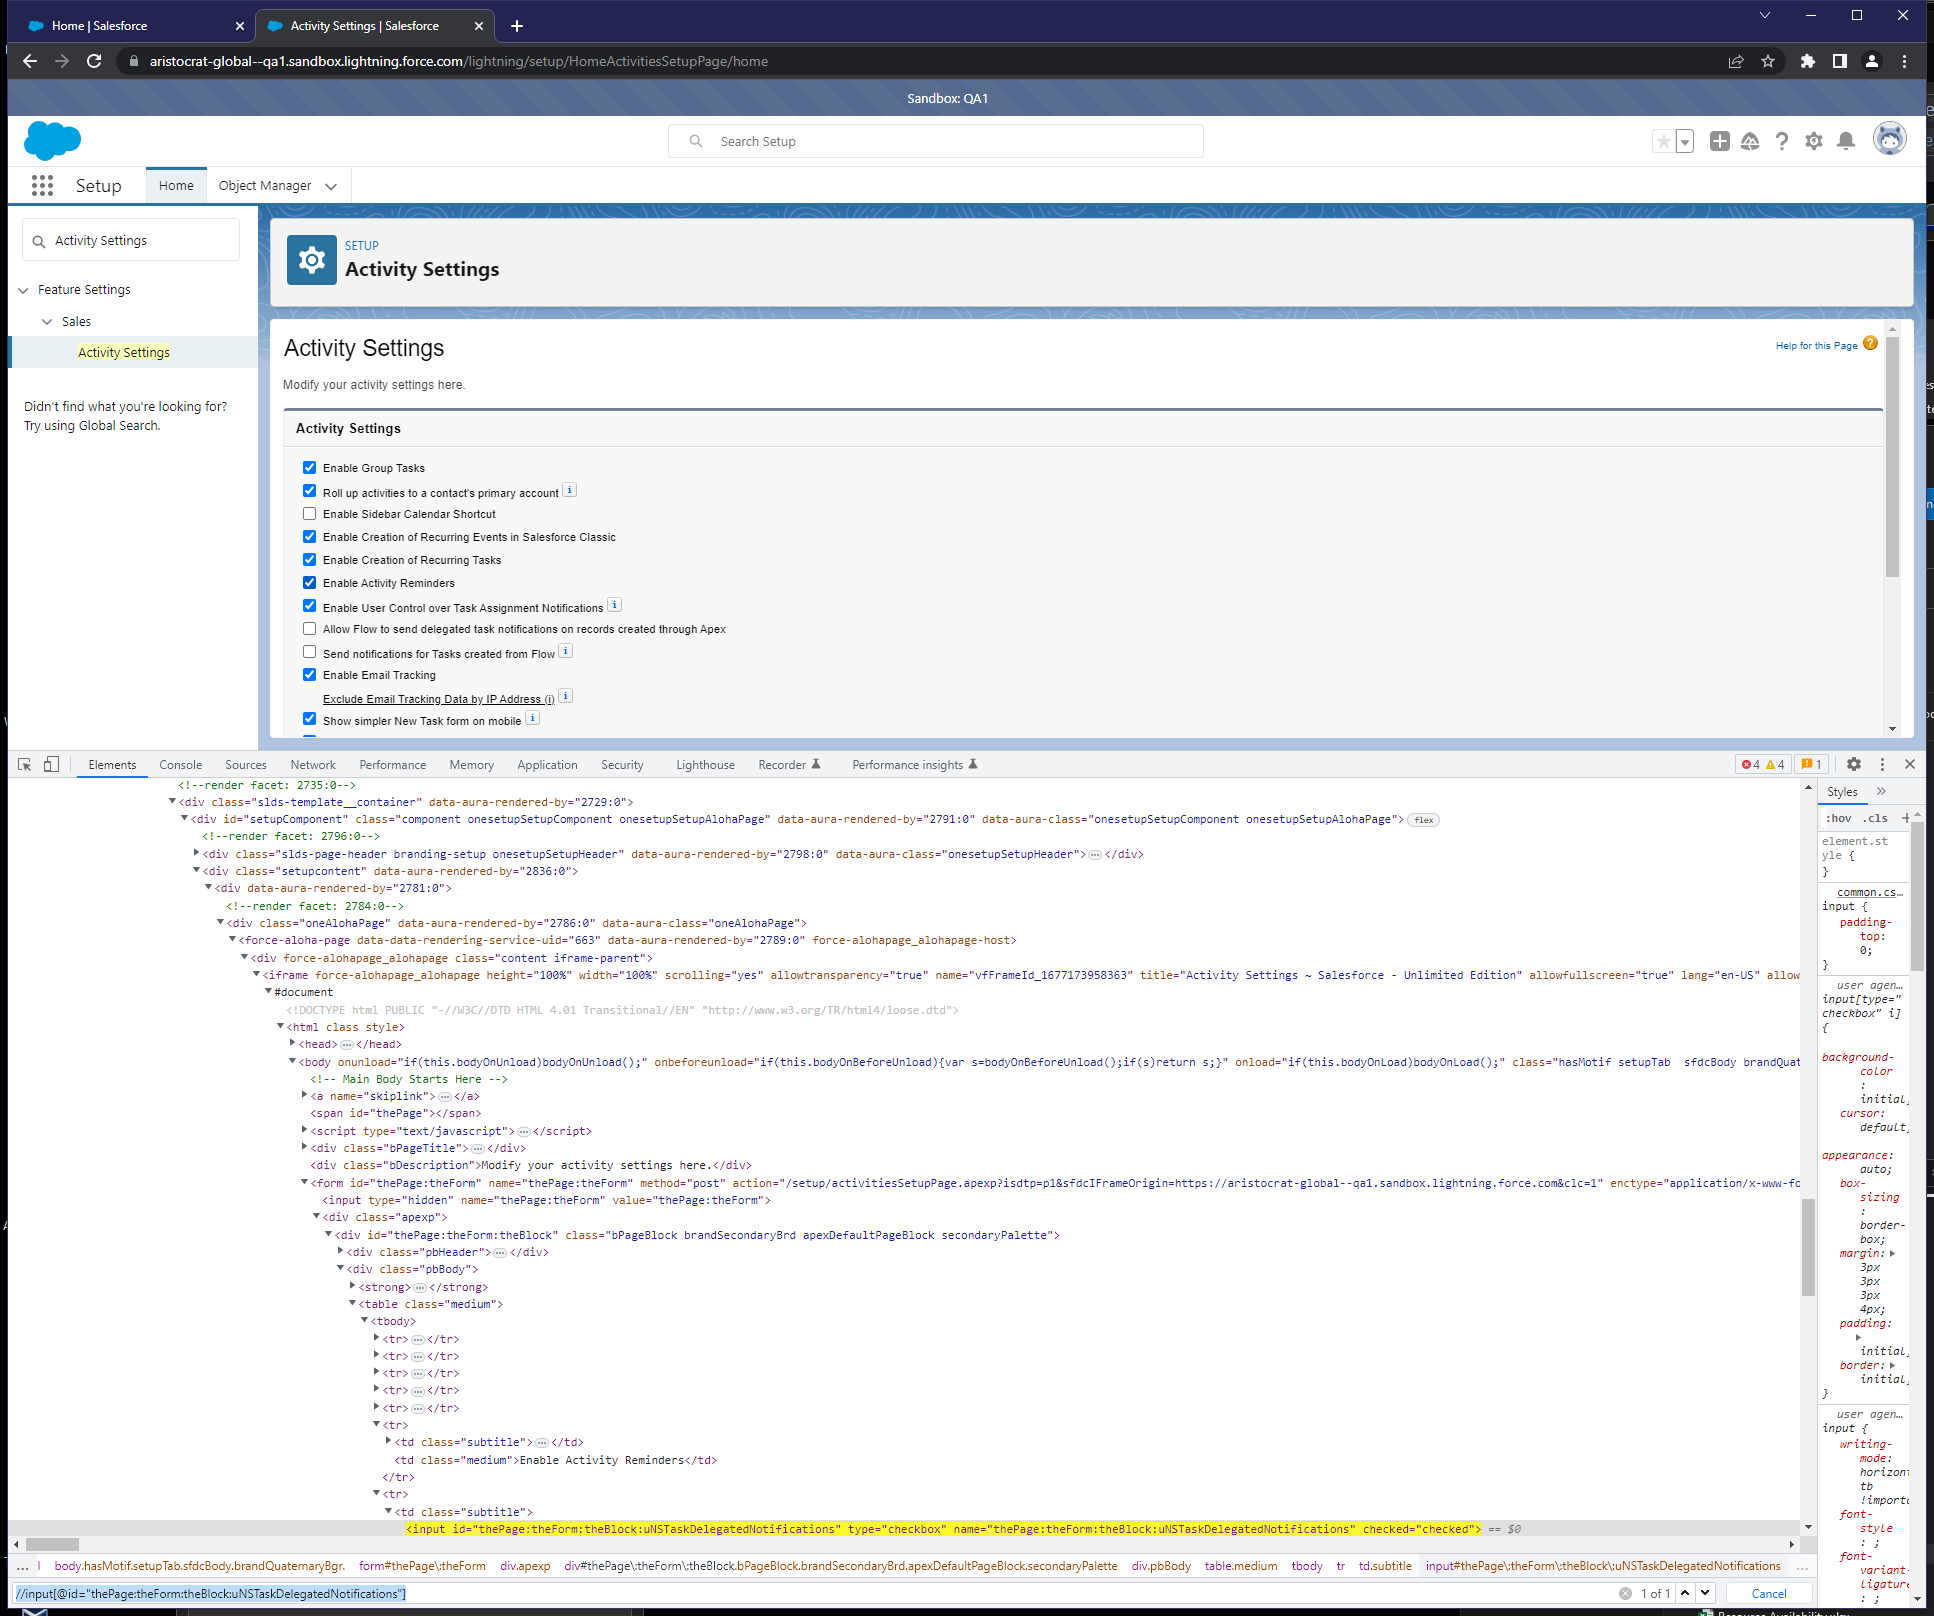 Home | Salesforce
Activity Settings | Salesforce
aristocrat-global--qa1.sandbox.lightning.force.com/lightning/setup/HomeActivitiesSetupPage/home
Sandbox: QA1
Search Setup
Setup
Home
Object Manager
Activity Settings
Feature Settings
Sales
Activity Settings
Didn't find what you're looking for?
Try using Global Search.
SETUP
Activity Settings
Activity Settings
Help for this Page
Modify your activity settings here.
Activity Settings
Enable Group Tasks
Roll up activities to a contact's primary account
Enable Sidebar Calendar Shortcut
Enable Creation of Recurring Events in Salesforce Classic
Enable Creation of Recurring Tasks
Enable Activity Reminders
Enable User Control over Task Assignment Notifications
Allow Flow to send delegated task notifications on records created through Apex
Send notifications for Tasks created from Flow
Enable Email Tracking
Exclude Email Tracking Data by IP Address (i)
Show simpler New Task form on mobile
Elements Console Sources Network Performance Memory Application Security Lighthouse Recorder Performance insights 4 4 1
<!--render facet: 2735:0-->
<div class="slds-template__container" data-aura-rendered-by="2729:0">
<div id="setupComponent" class="component onesetupSetupComponent onesetupSetupAlohaPage" data-aura-rendered-by="2791:0" data-aura-class="onesetupSetupComponent onesetupSetupAlohaPage"> flex
<!--render facet: 2796:0-->
<div class="slds-page-header branding-setup onesetupSetupHeader" data-aura-rendered-by="2798:0" data-aura-class="onesetupSetupHeader">…</div>
<div class="setupcontent" data-aura-rendered-by="2836:0">
<div data-aura-rendered-by="2781:0">
<!--render facet: 2784:0-->
<div class="oneAlohaPage" data-aura-rendered-by="2786:0" data-aura-class="oneAlohaPage">
<force-aloha-page data-data-rendering-service-uid="663" data-aura-rendered-by="2789:0" force-alohapage_alohapage-host>
<div force-alohapage_alohapage class="content iframe-parent">
<iframe force-alohapage_alohapage height="100%" width="100%" scrolling="yes" allowtransparency="true" name="vfFrameId_1677173958363" title="Activity Settings ~ Salesforce - Unlimited Edition" allowfullscreen="true" lang="en-US" allow
#document
<!DOCTYPE html PUBLIC "-//W3C//DTD HTML 4.01 Transitional//EN" "http://www.w3.org/TR/html4/loose.dtd">
<html class style>
<head>…</head>
<body onunload="if(this.bodyOnUnload)bodyOnUnload();" onbeforeunload="if(this.bodyOnBeforeUnload){var s=bodyOnBeforeUnload();if(s)return s;}" onload="if(this.bodyOnLoad)bodyOnLoad();" class="hasMotif setupTab  sfdcBody brandQuat
<!-- Main Body Starts Here -->
<a name="skiplink">…</a>
<span id="thePage"></span>
<script type="text/javascript">…</script>
<div class="bPageTitle">…</div>
<div class="bDescription">Modify your activity settings here.</div>
<form id="thePage:theForm" name="thePage:theForm" method="post" action="/setup/activitiesSetupPage.apexp?isdtp=p1&sfdcIFrameOrigin=https://aristocrat-global--qa1.sandbox.lightning.force.com&clc=1" enctype="application/x-www-fo
<input type="hidden" name="thePage:theForm" value="thePage:theForm">
<div class="apexp">
<div id="thePage:theForm:theBlock" class="bPageBlock brandSecondaryBrd apexDefaultPageBlock secondaryPalette">
<div class="pbHeader">…</div>
<div class="pbBody">
<strong>…</strong>
<table class="medium">
<tbody>
<tr>…</tr>
<tr>…</tr>
<tr>…</tr>
<tr>…</tr>
<tr>…</tr>
<tr>
<td class="subtitle">…</td>
<td class="medium">Enable Activity Reminders</td>
</tr>
<tr>
<td class="subtitle">
<input id="thePage:theForm:theBlock:uNSTaskDelegatedNotifications" type="checkbox" name="thePage:theForm:theBlock:uNSTaskDelegatedNotifications" checked="checked"> == $0
... body.hasMotif.setupTab.sfdcBody.brandQuaternaryBgr. form#thePage\:theForm div.apexp div#thePage\:theForm\:theBlock.bPageBlock.brandSecondaryBrd.apexDefaultPageBlock.secondaryPalette div.pbBody table.medium tbody tr td.subtitle input#thePage\:theForm\:theBlock\:uNSTaskDelegatedNotifications ...
//input[@id="thePage:theForm:theBlock:uNSTaskDelegatedNotifications"]
1 of 1
Cancel
Styles
:hov .cls +
element.st
yle {
}
common.cs…
input {
padding-
top:
0;
}
user agen…
input[type="
checkbox" i]
{
background-
color
:
initial
cursor:
default
appearance:
auto;
box-
sizing
:
border-
box;
margin:
3px
3px
3px
4px;
padding:
initial
border:
initial
}
user agen…
input {
writing-
mode:
horizon
tb
!import
font-
style
: ;
font-
variant-
ligature
: ;